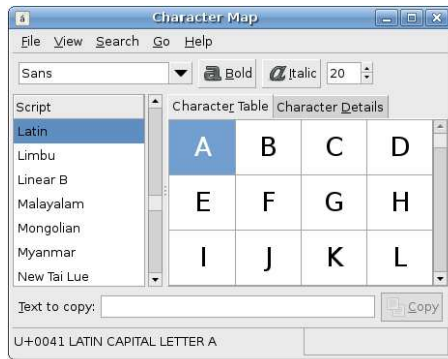 Character Map
File View Search Go Help
Sans a Bold a Italic 20
Script Character Table Character Details
Latin
Limbu
Linear B
Malayalam
Mongolian
Myanmar
New Tai Lue
A B C D
E F G H
I J K L
Text to copy: Copy
U+0041 LATIN CAPITAL LETTER A